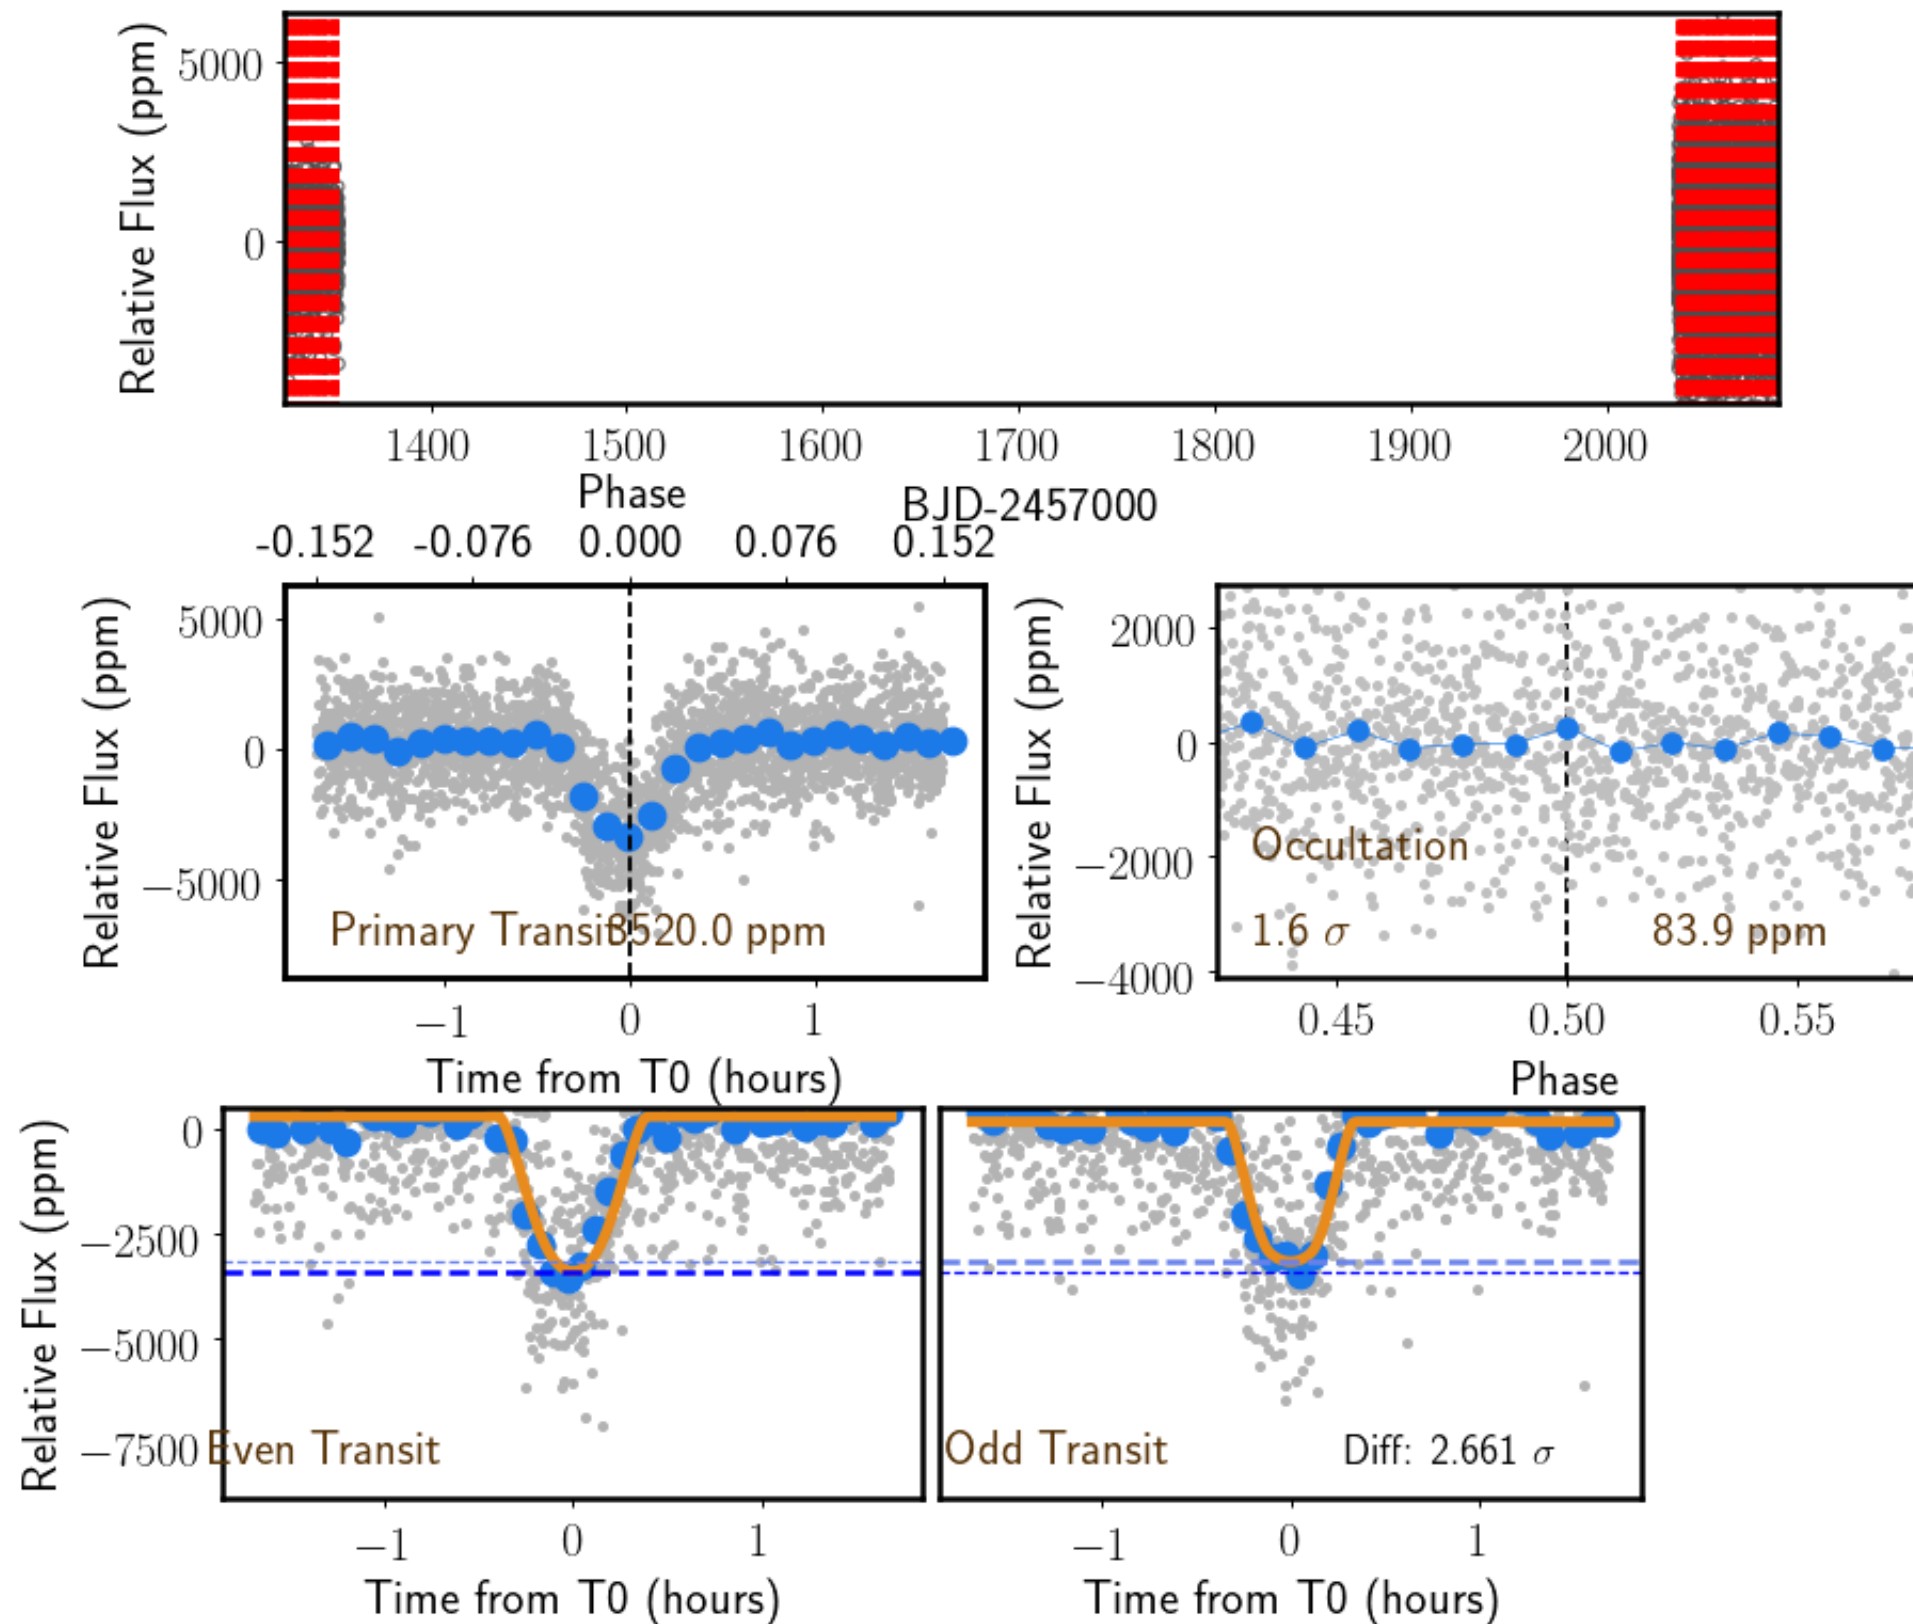 Relative Flux (ppm)
5000
0
1400 1500 1600 1700 1800 1900 2000
BJD-2457000
Phase
-0.152 -0.076 0.000 0.076 0.152
Relative Flux (ppm)
5000
0
−5000
Primary Transit 3520.0 ppm
−1 0 1
Time from T0 (hours)
Relative Flux (ppm)
2000
0
−2000
−4000
Occultation
1.6 σ 83.9 ppm
0.45 0.50 0.55
Phase
Relative Flux (ppm)
0
−2500
−5000
−7500
Even Transit
−1 0 1
Time from T0 (hours)
Odd Transit Diff: 2.661 σ
−1 0 1
Time from T0 (hours)